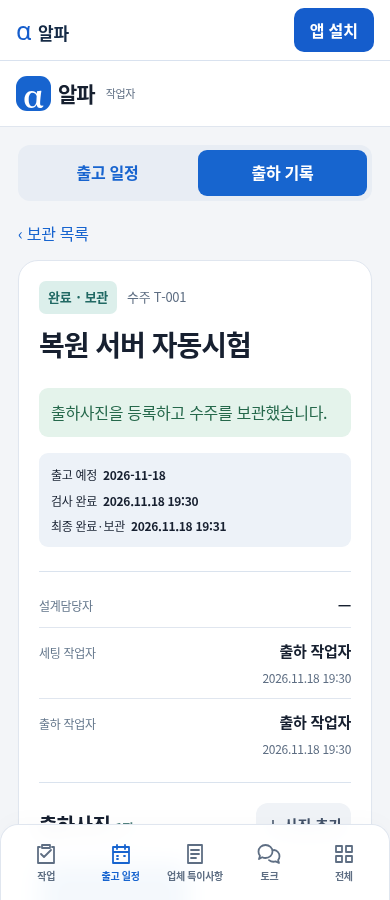 α 알파
앱 설치
α 알파 작업자
출고 일정
출하 기록
‹ 보관 목록
완료 · 보관 수주 T-001
복원 서버 자동시험
출하사진을 등록하고 수주를 보관했습니다.
출고 예정 2026-11-18
검사 완료 2026.11.18 19:30
최종 완료·보관 2026.11.18 19:31
설계담당자 —
세팅 작업자 출하 작업자
2026.11.18 19:30
출하 작업자 출하 작업자
2026.11.18 19:30
출하사진
작업
출고 일정
업체 특이사항
토크
전체